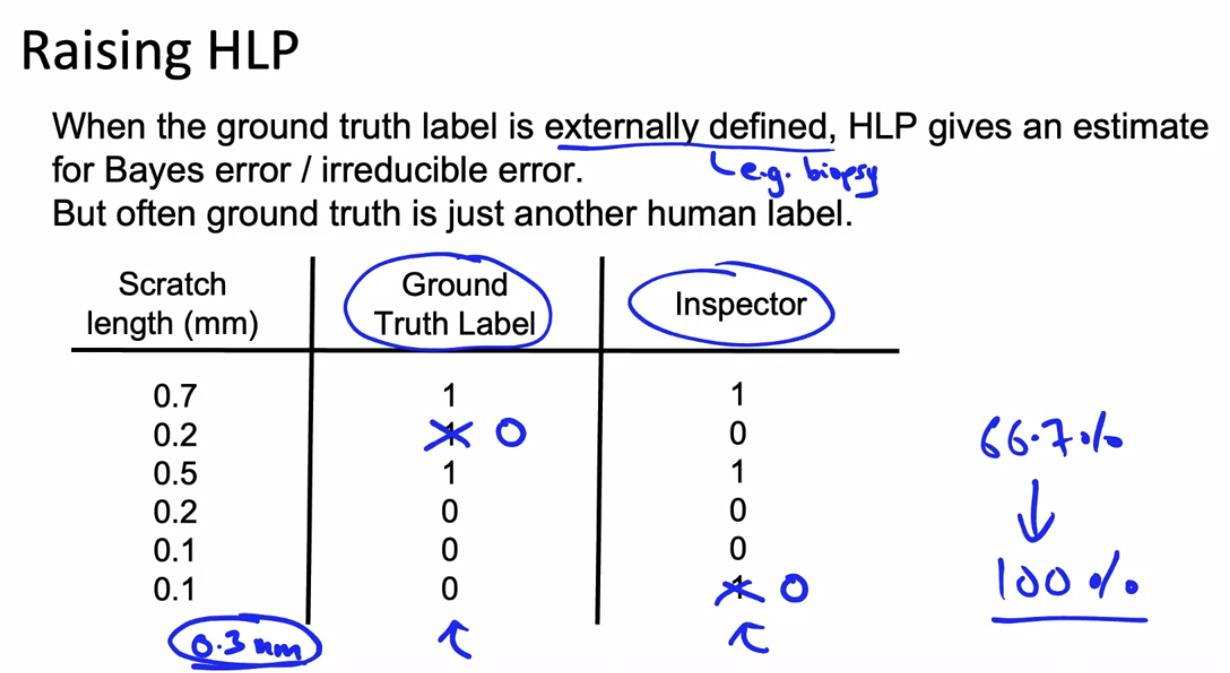 Raising HLP
When the ground truth label is externally defined, HLP gives an estimate
for Bayes error / irreducible error.
e.g. biopsy
But often ground truth is just another human label.
Scratch length (mm) Ground Truth Label Inspector
0.7 1 1
0.2 1 0 0
0.5 1 1
0.2 0 0
0.1 0 0
0.1 0 1 0
0.3 mm
66.7%
100%